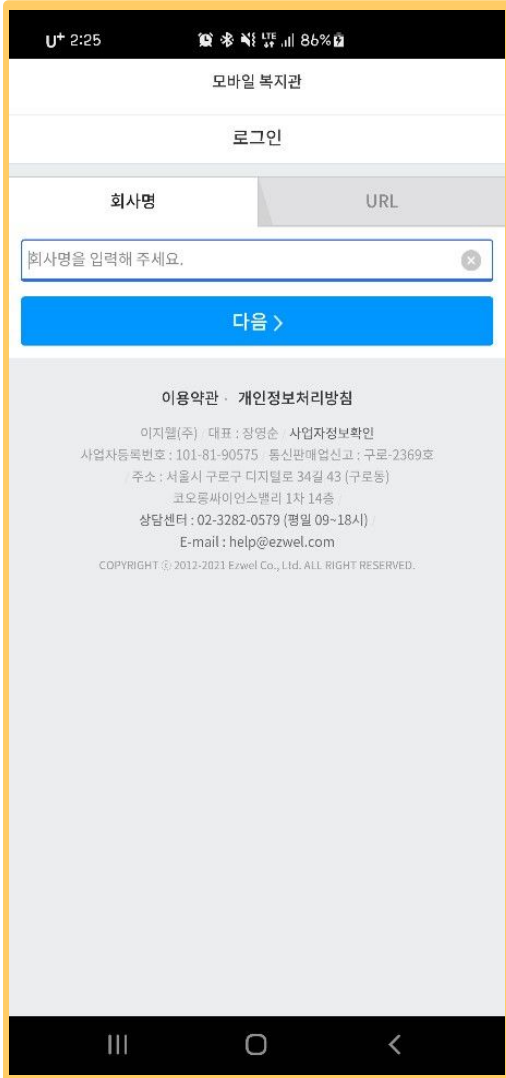 U+ 2:25 LTE 86%
모바일 복지관
로그인
회사명 URL
회사명을 입력해 주세요.
다음 >
이용약관 · 개인정보처리방침
이지웰(주) / 대표 : 장영순 / 사업자정보확인
사업자등록번호 : 101-81-90575 / 통신판매업신고 : 구로-2369호
/ 주소 : 서울시 구로구 디지털로 34길 43 (구로동)
코오롱싸이언스밸리 1차 14층 /
상담센터 : 02-3282-0579 (평일 09~18시) /
E-mail : help@ezwel.com
COPYRIGHT ⓒ 2012-2021 Ezwel Co., Ltd. ALL RIGHT RESERVED.